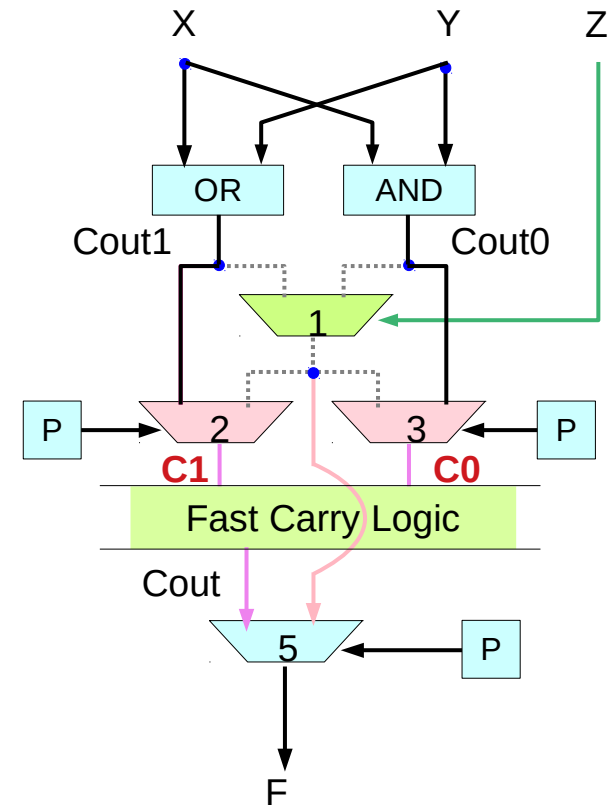 X Y Z
OR AND
Cout1 Cout0
1
P 2 3 P
C1 C0
Fast Carry Logic
Cout
5 P
F